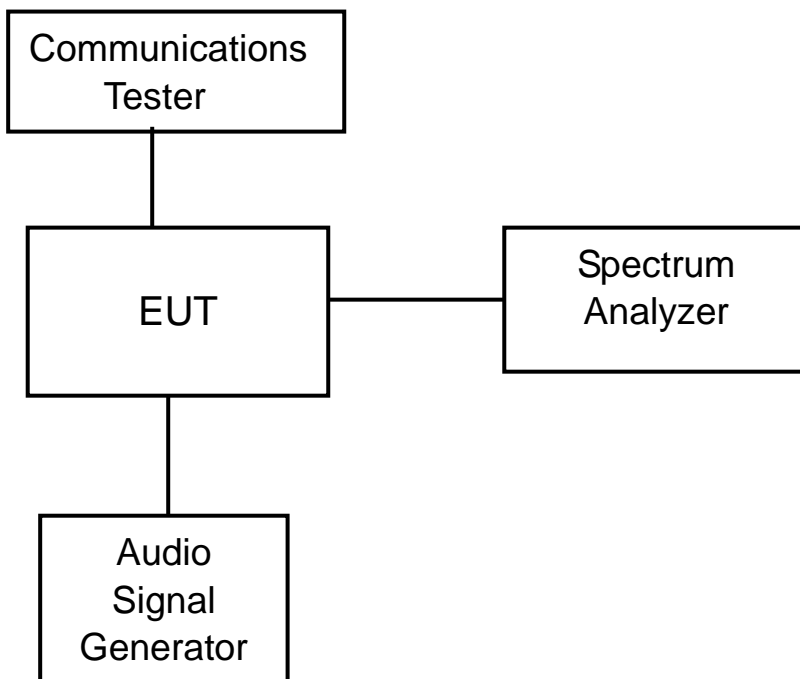 Communications
Tester
EUT
Spectrum
Analyzer
Audio
Signal
Generator